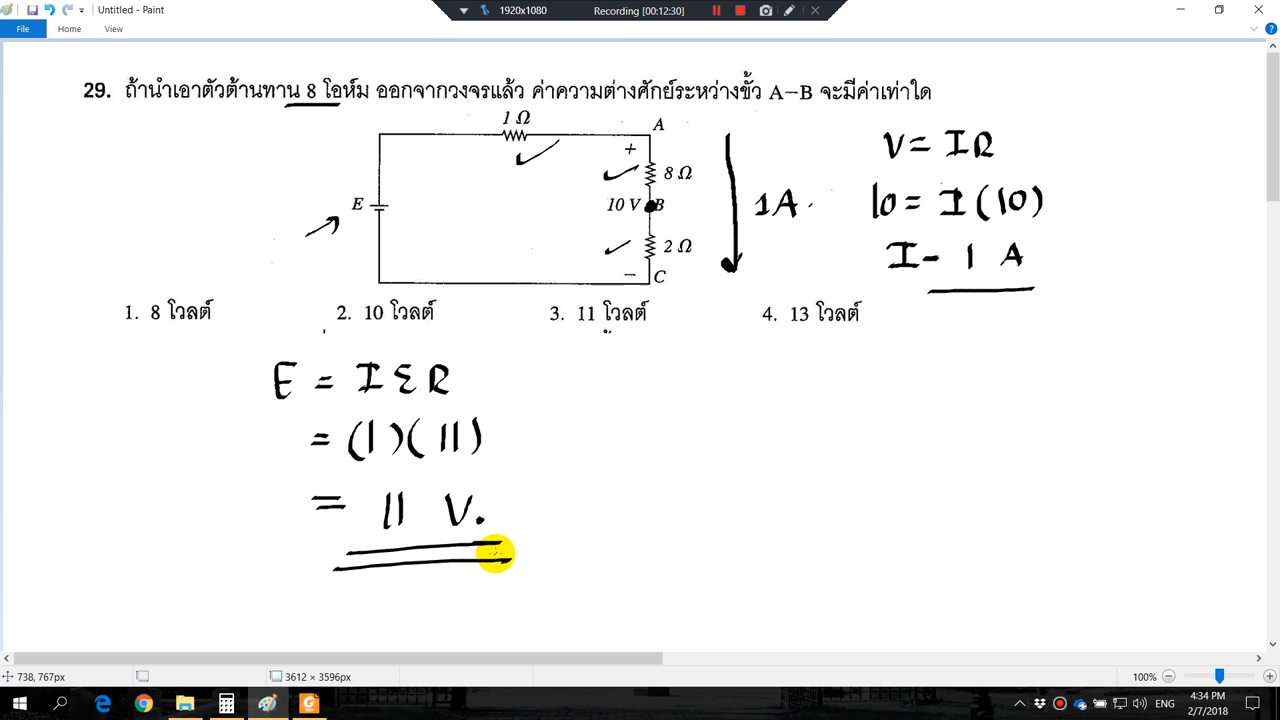 Untitled - Paint
1920x1080
Recording [00:12:30]
File
Home
View
29. ถ้านำเอาตัวต้านทาน 8 โอห์ม ออกจากวงจรแล้ว ค่าความต่างศักย์ระหว่างขั้ว A–B จะมีค่าเท่าใด
1 Ω
A
+
8 Ω
E
10 V
B
2 Ω
–
C
1A.
V = IR
10 = I(10)
I = 1 A
1. 8 โวลต์
2. 10 โวลต์
3. 11 โวลต์
4. 13 โวลต์
E = I Σ R
= (1)(11)
= 11 V.
738, 767px
3612 × 3596px
100%
ENG
4:34 PM
2/7/2018